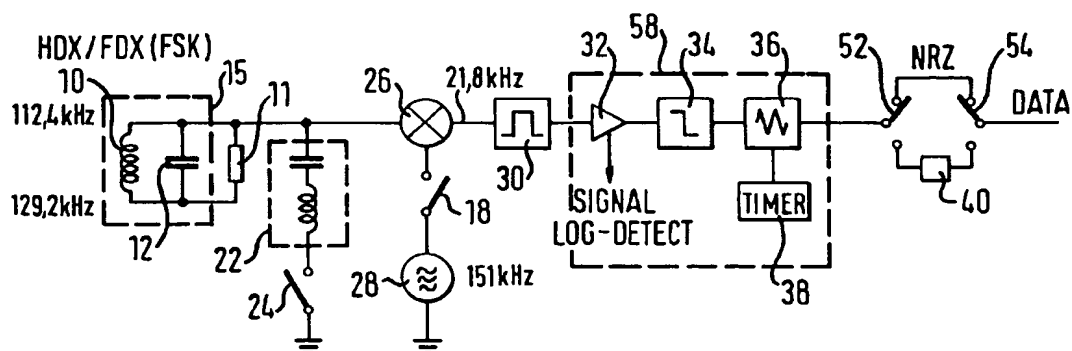 HDX/FDX (FSK)
10
15
11
112,4kHz
129,2kHz
12
22
24
26
21,8kHz
18
28
151kHz
30
32
58
34
36
SIGNAL
LOG-DETECT
TIMER
38
52
NRZ
54
DATA
40